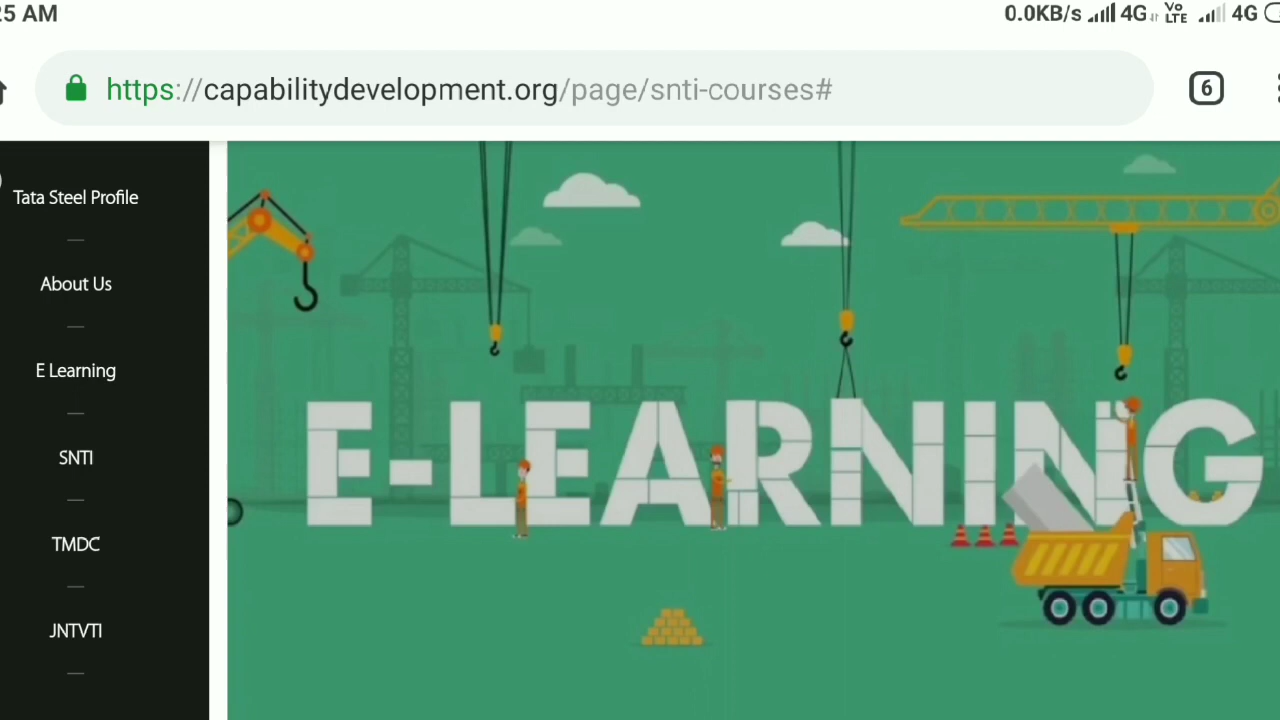 25 AM
0.0KB/s 4G Vo LTE 4G
https://capabilitydevelopment.org/page/snti-courses#
6
Tata Steel Profile
About Us
E Learning
SNTI
TMDC
JNTVTI
E-LEARNING